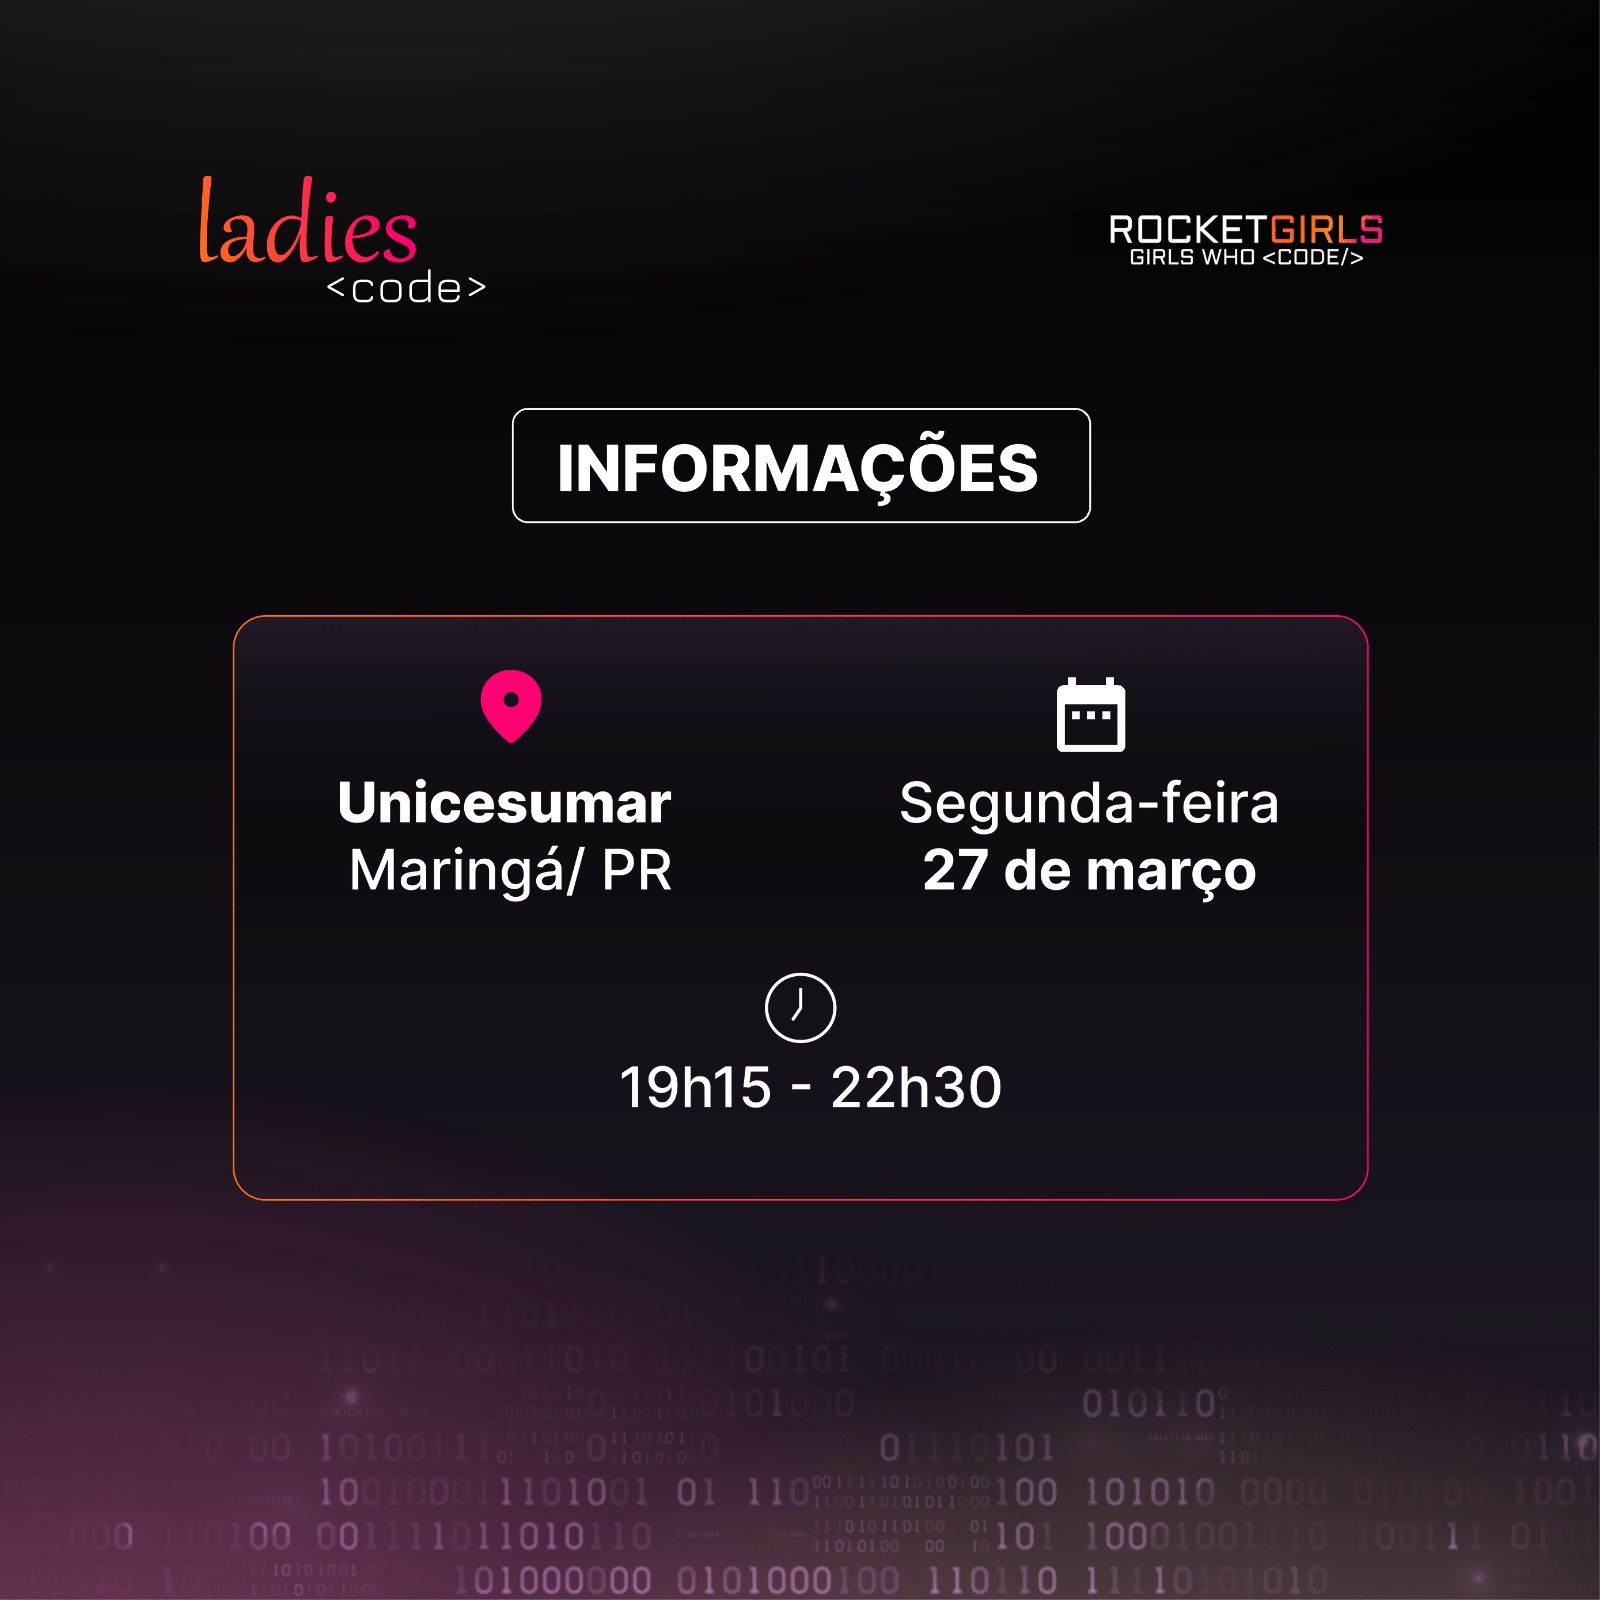 ladies
<code>
ROCKETGIRLS
GIRLS WHO <CODE/>
INFORMAÇÕES
Unicesumar
Maringá/ PR
Segunda-feira
27 de março
19h15 - 22h30